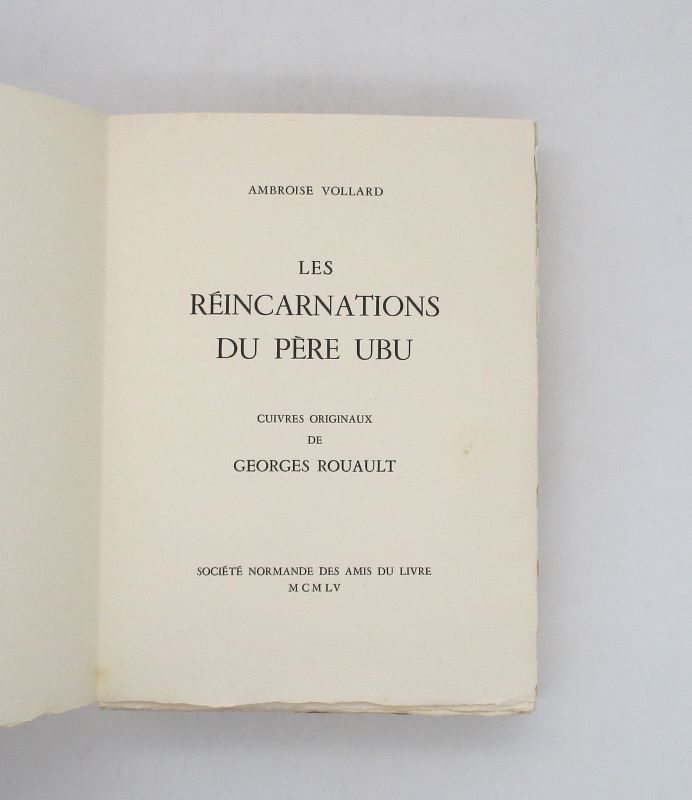 AMBROISE VOLLARD
LES
RÉINCARNATIONS
DU PÈRE UBU
CUIVRES ORIGINAUX
DE
GEORGES ROUAULT
SOCIÉTÉ NORMANDE DES AMIS DU LIVRE
MCMLV